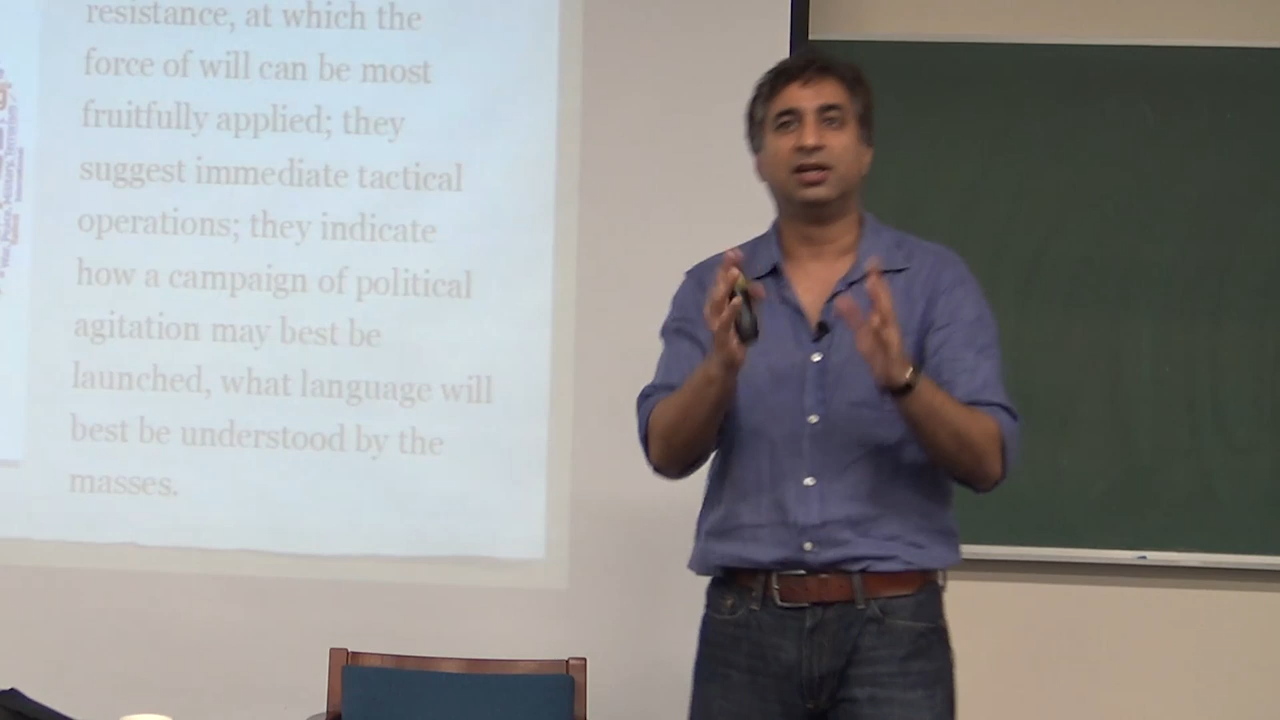 resistance, at which the
force of will can be most
fruitfully applied; they
suggest immediate tactical
operations; they indicate
how a campaign of political
agitation may best be
launched, what language will
best be understood by the
masses.